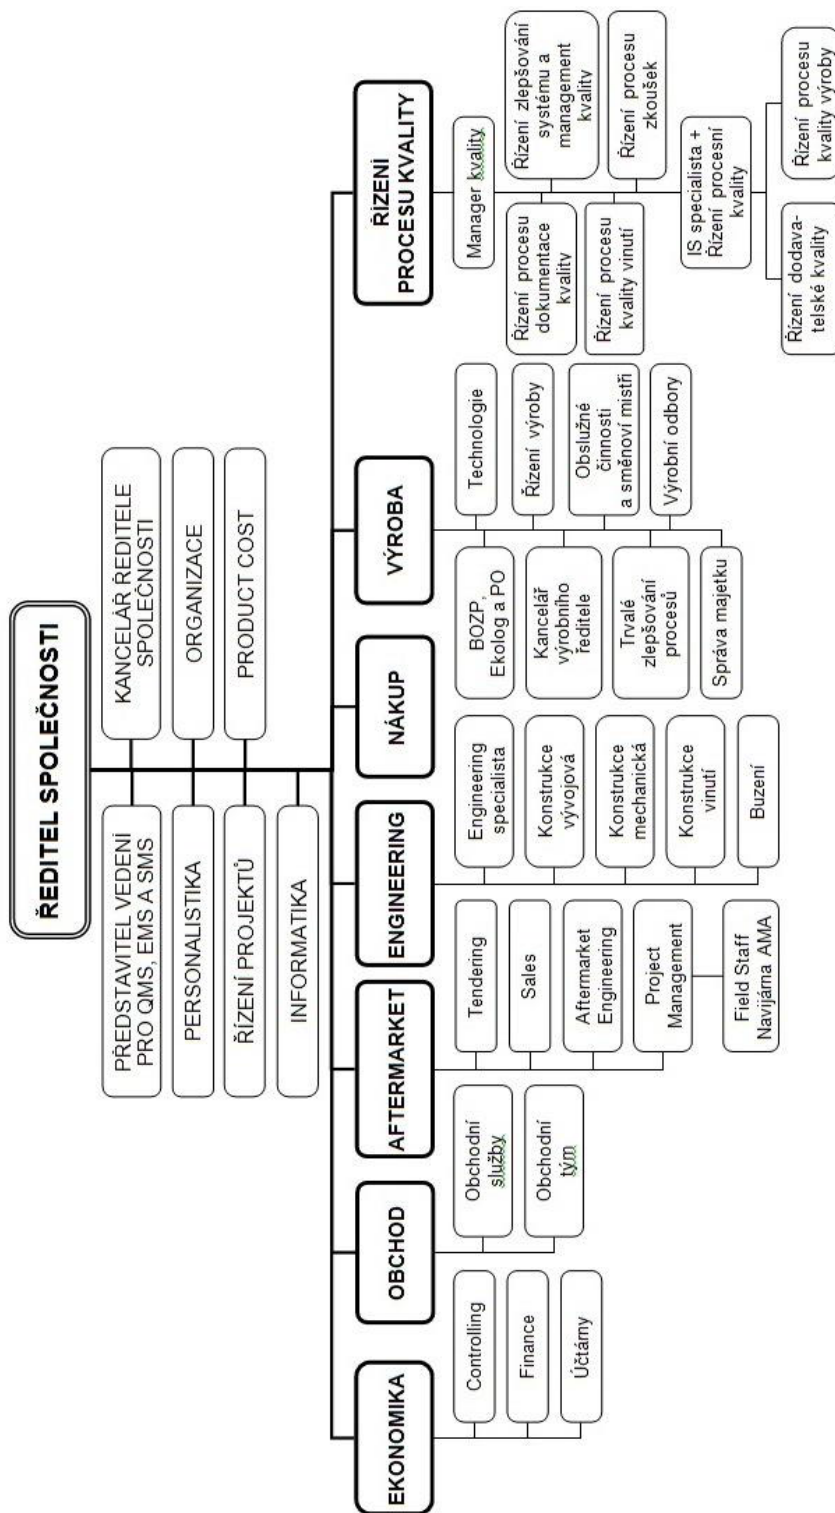 ŘEDITEL SPOLEČNOSTI
PŘEDSTAVITEL VEDENÍ
PRO QMS, EMS A SMS
KANCELÁŘ ŘEDITELE
SPOLEČNOSTI
PERSONALISTIKA
ORGANIZACE
ŘÍZENÍ PROJEKTŮ
PRODUCT COST
INFORMATIKA
EKONOMIKA
Controlling
Finance
Účtárny
OBCHOD
Obchodní
služby
Obchodní
tým
AFTERMARKET
Tendering
Sales
Aftermarket
Engineering
Project
Management
Field Staff
Navijárna AMA
ENGINEERING
Engineering
specialista
Konstrukce
vývojová
Konstrukce
mechanická
Konstrukce
vinutí
Buzení
NÁKUP
VÝROBA
BOZP,
Ekolog a PO
Technologie
Kancelář
výrobního
ředitele
Řízení výroby
Trvalé
zlepšování
procesů
Obslužné
činnosti
a směnoví mistři
Správa majetku
Výrobní odbory
ŘÍZENÍ
PROCESU KVALITY
Manager kvality
Řízení procesu
dokumentace
kvality
Řízení zlepšování
systému a
management
kvality
Řízení procesu
kvality vinutí
Řízení procesu
zkoušek
IS specialista +
Řízení procesní
kvality
Řízení dodava-
telské kvality
Řízení procesu
kvality výroby